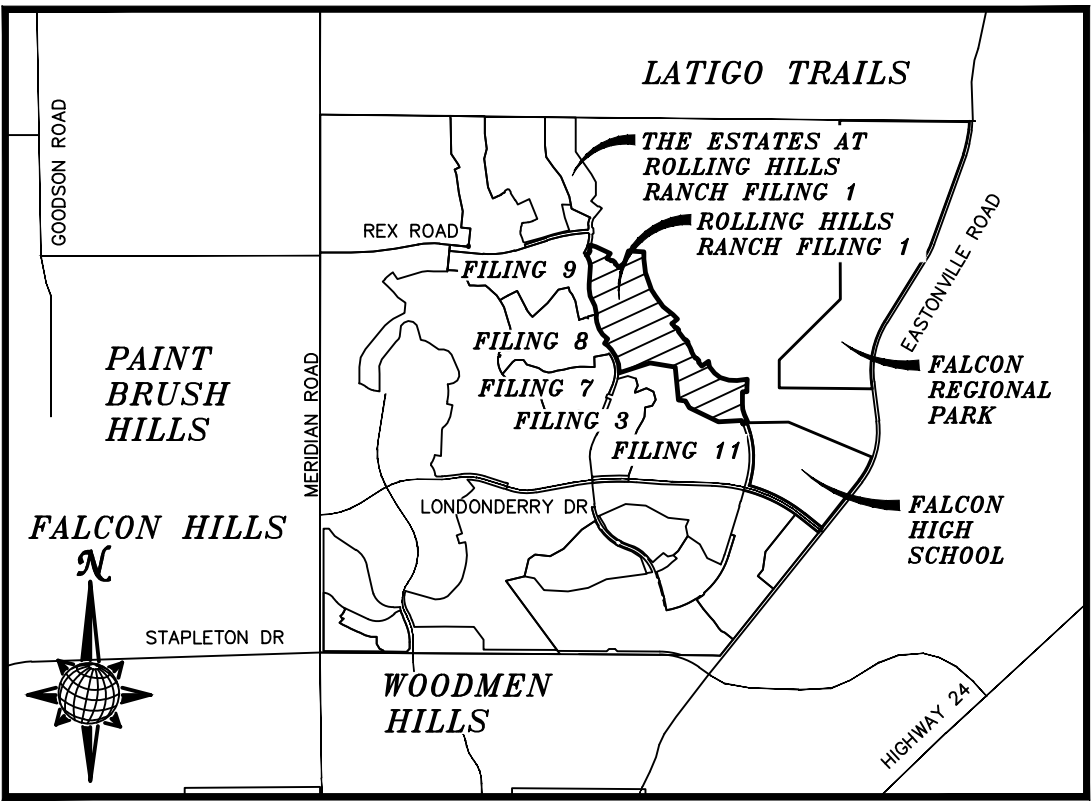 LATIGO TRAILS
GOODSON ROAD
THE ESTATES AT
ROLLING HILLS
RANCH FILING 1
ROLLING HILLS
RANCH FILING 1
REX ROAD
FILING 9
EASTONVILLE ROAD
FILING 8
PAINT
BRUSH
HILLS
MERIDIAN ROAD
FILING 7
FALCON
REGIONAL
PARK
FILING 3
FILING 11
LONDONDERRY DR
FALCON
HIGH
SCHOOL
FALCON HILLS
N
STAPLETON DR
WOODMEN
HILLS
HIGHWAY 24